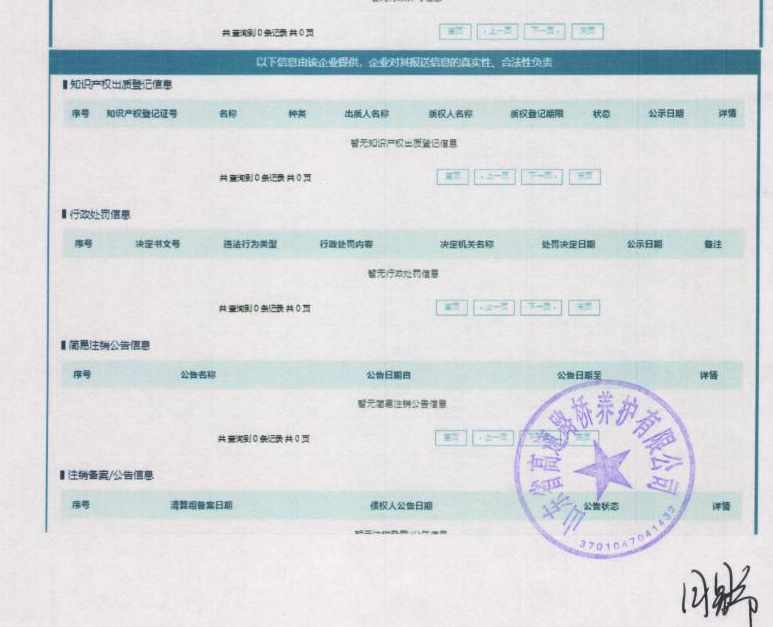 共查询到0条记录共0页 首页 ‹上一页 下一页› 末页
以下信息由该企业提供，企业对其报送信息的真实性、合法性负责
知识产权出质登记信息
序号 知识产权登记证号 名称 种类 出质人名称 质权人名称 质权登记期限 状态 公示日期 详情
暂无知识产权出质登记信息
共查询到0条记录共0页 首页 ‹上一页 下一页› 末页
行政处罚信息
序号 决定书文号 违法行为类型 行政处罚内容 决定机关名称 处罚决定日期 公示日期 备注
暂无行政处罚信息
共查询到0条记录共0页 首页 ‹上一页 下一页› 末页
简易注销公告信息
序号 公告名称 公告日期自 公告日期至 详情
暂无简易注销公告信息
共查询到0条记录共0页 首页 ‹上一页 下一页› 末页
注销备案/公告信息
序号 清算组备案日期 债权人公告日期 公告状态 详情
山东省高速路桥养护有限公司
3701047041432